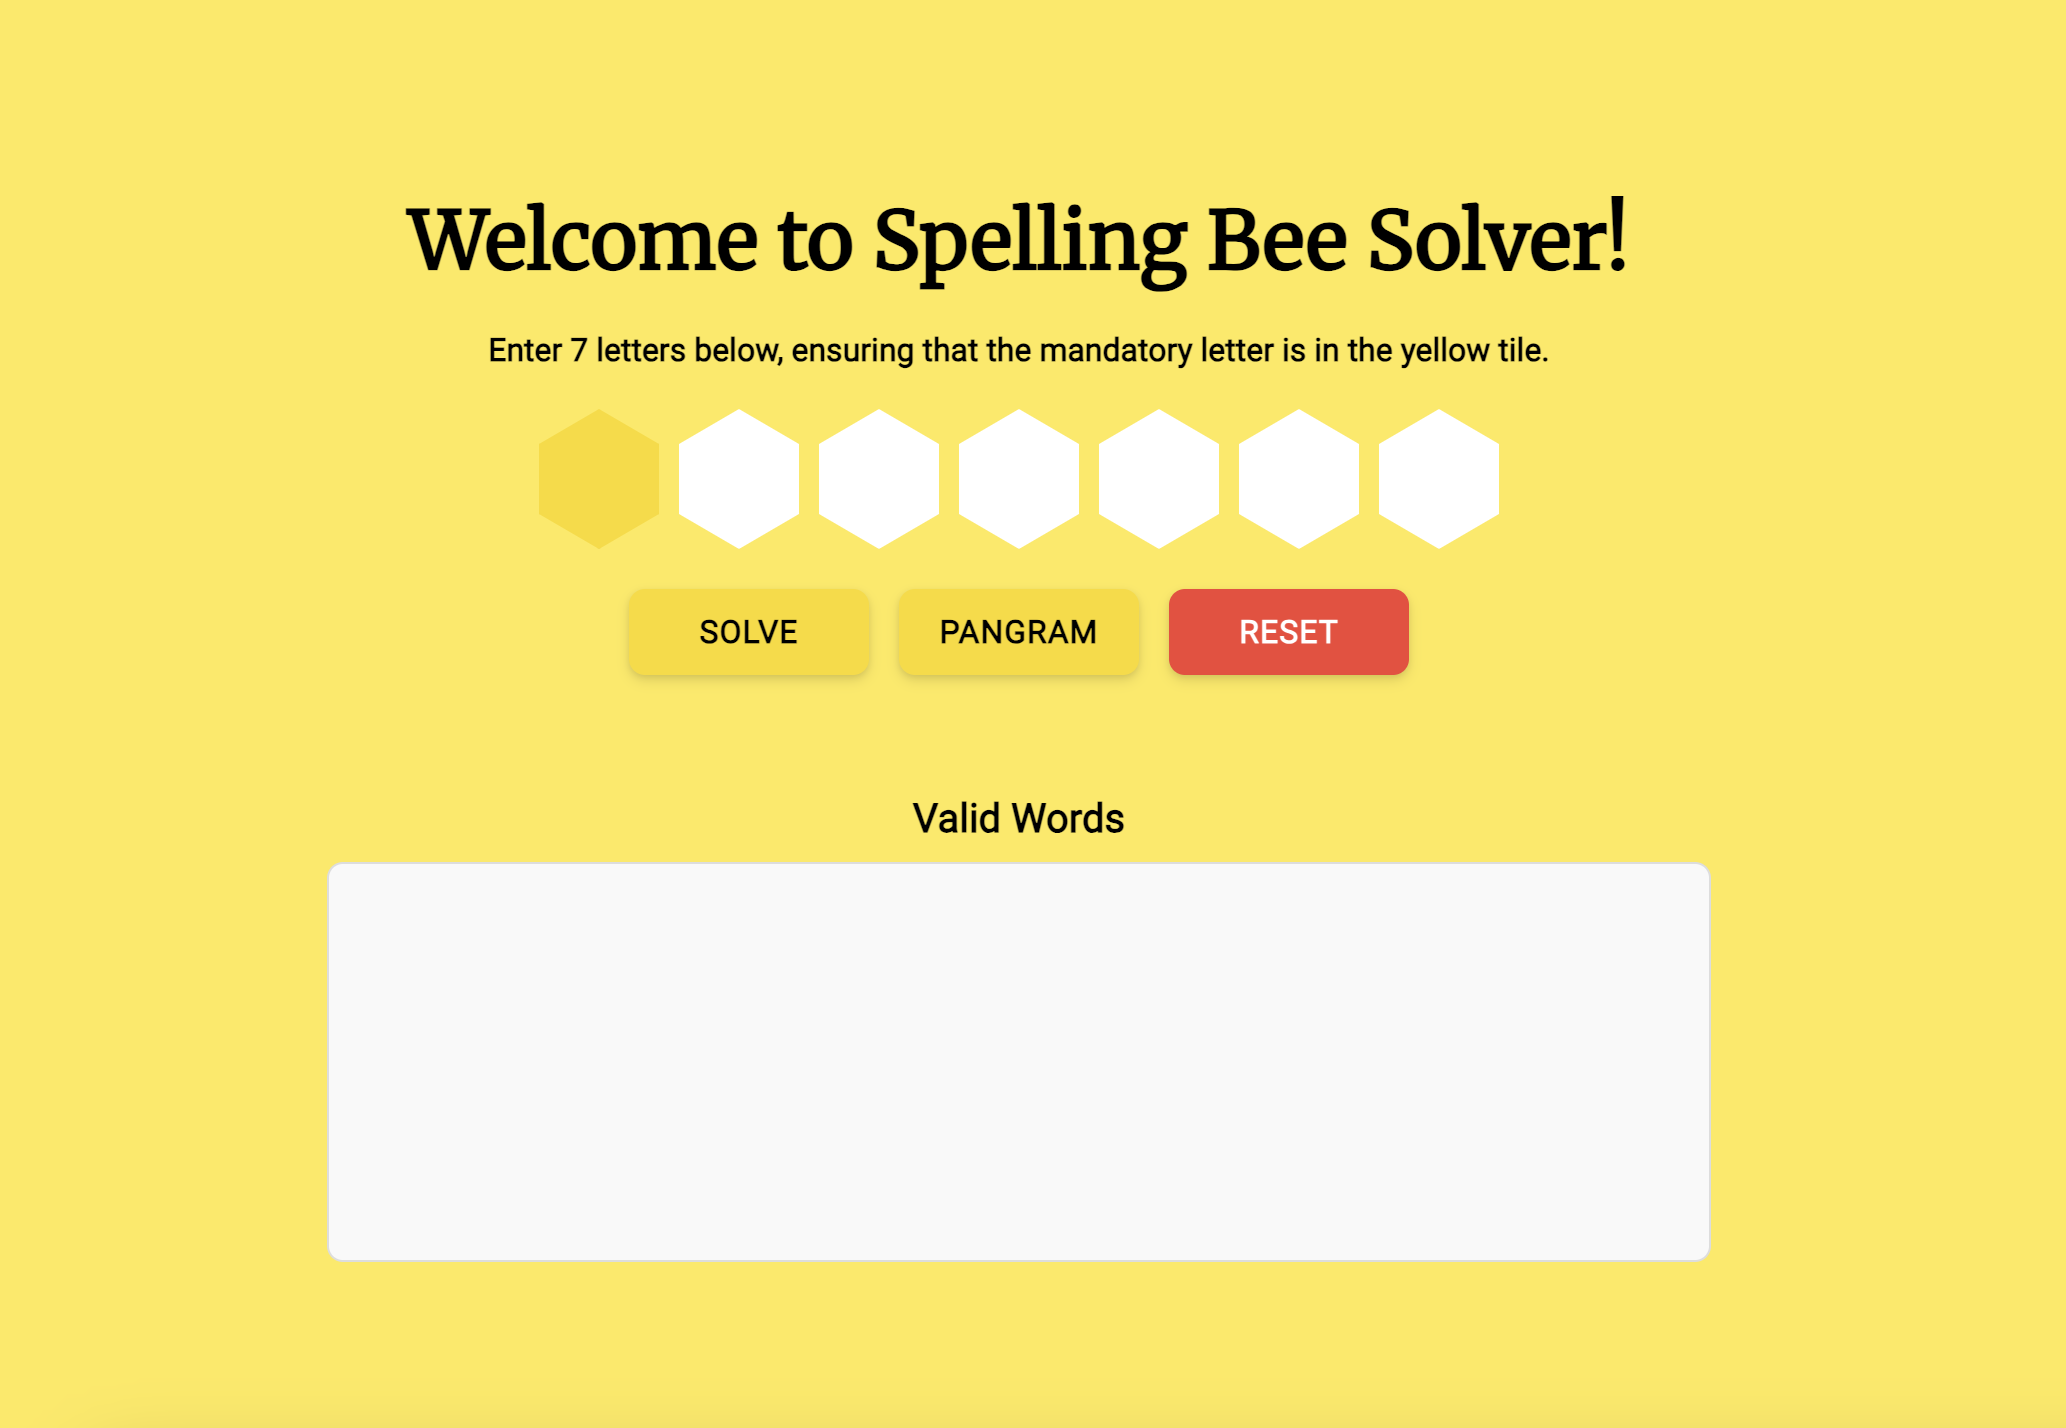 Welcome to Spelling Bee Solver!
Enter 7 letters below, ensuring that the mandatory letter is in the yellow tile.
SOLVE PANGRAM RESET
Valid Words